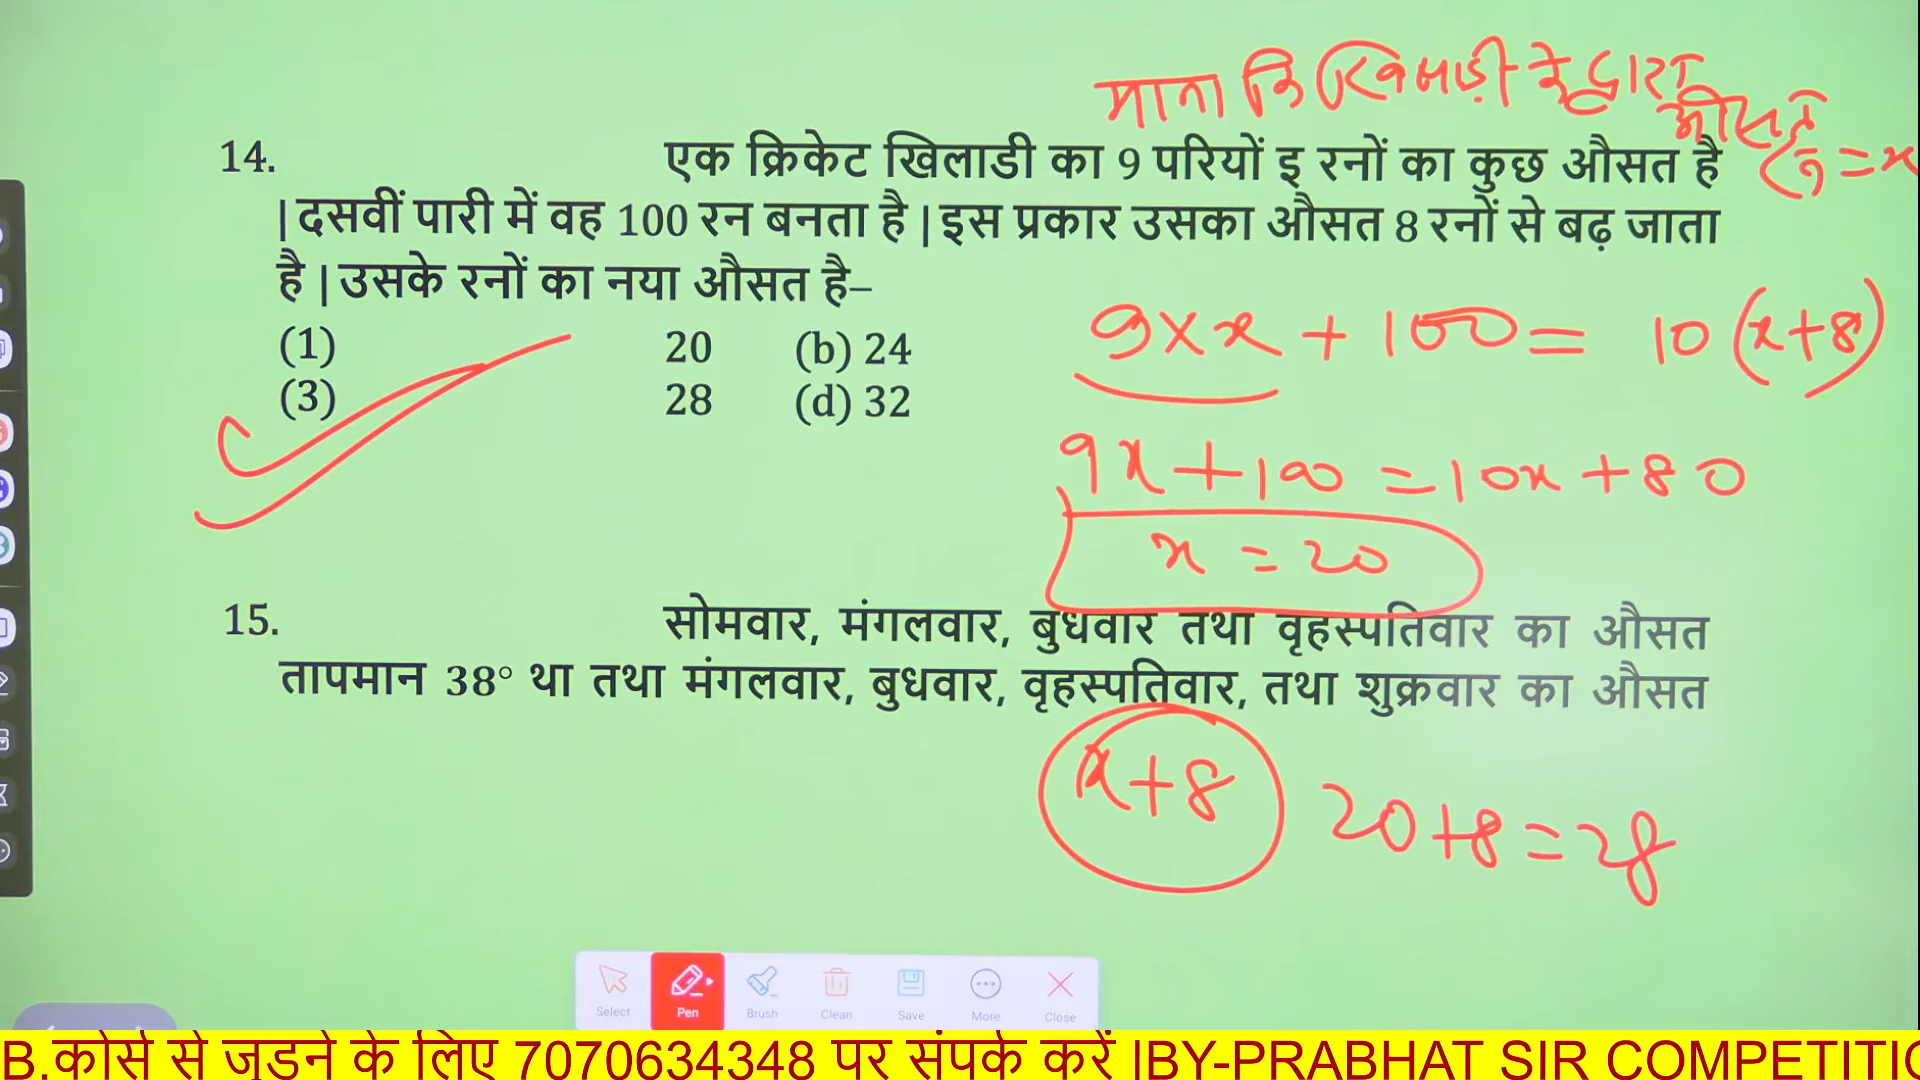 माना कि खिलाड़ी के द्वारा
औसत
रन = x
14. एक क्रिकेट खिलाडी का 9 परियों इ रनों का कुछ औसत है
| दसवीं पारी में वह 100 रन बनता है | इस प्रकार उसका औसत 8 रनों से बढ़ जाता
है | उसके रनों का नया औसत है–
(1) 20 (b) 24
(3) 28 (d) 32
9×x + 100 = 10 (x+8)
9x + 100 = 10x + 80
x = 20
15. सोमवार, मंगलवार, बुधवार तथा वृहस्पतिवार का औसत
तापमान 38° था तथा मंगलवार, बुधवार, वृहस्पतिवार, तथा शुक्रवार का औसत
x+8 20+8=28
Select Pen Brush Clean Save More Close
B.कोर्स से जुडने के लिए 7070634348 पर संपर्क करें |BY-PRABHAT SIR COMPETITIO